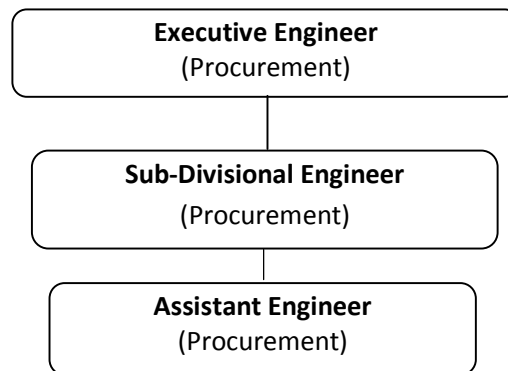 Executive Engineer
(Procurement)
Sub-Divisional Engineer
(Procurement)
Assistant Engineer
(Procurement)